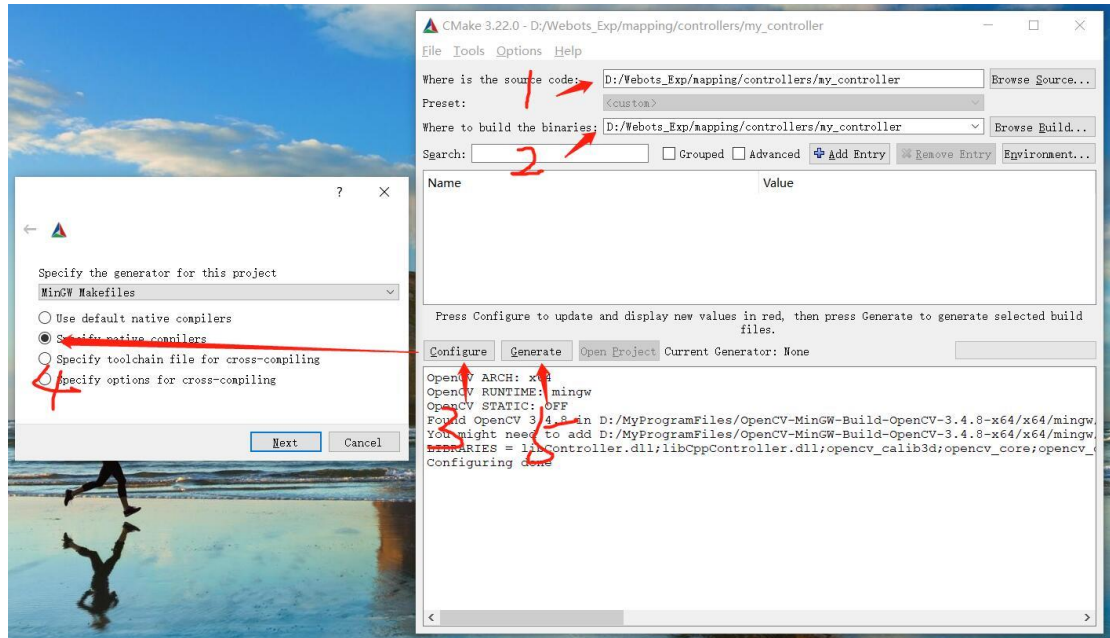 CMake 3.22.0 - D:/Webots_Exp/mapping/controllers/my_controller
File Tools Options Help
Where is the source code: D:/Webots_Exp/mapping/controllers/my_controller Browse Source...
1
Preset: <custom>
Where to build the binaries: D:/Webots_Exp/mapping/controllers/my_controller Browse Build...
2
Search: Grouped Advanced Add Entry Remove Entry Environment...
Name Value
Press Configure to update and display new values in red, then press Generate to generate selected build
files.
Configure Generate Open Project Current Generator: None
3
5
OpenCV ARCH: x64
OpenCV RUNTIME: mingw
OpenCV STATIC: OFF
Found OpenCV 3.4.8 in D:/MyProgramFiles/OpenCV-MinGW-Build-OpenCV-3.4.8-x64/x64/mingw
You might need to add D:/MyProgramFiles/OpenCV-MinGW-Build-OpenCV-3.4.8-x64/x64/mingw
LIBRARIES = libController.dll;libCppController.dll;opencv_calib3d;opencv_core;opencv_
Configuring done
?
Specify the generator for this project
MinGW Makefiles
Use default native compilers
Specify native compilers
Specify toolchain file for cross-compiling
Specify options for cross-compiling
4
Next Cancel